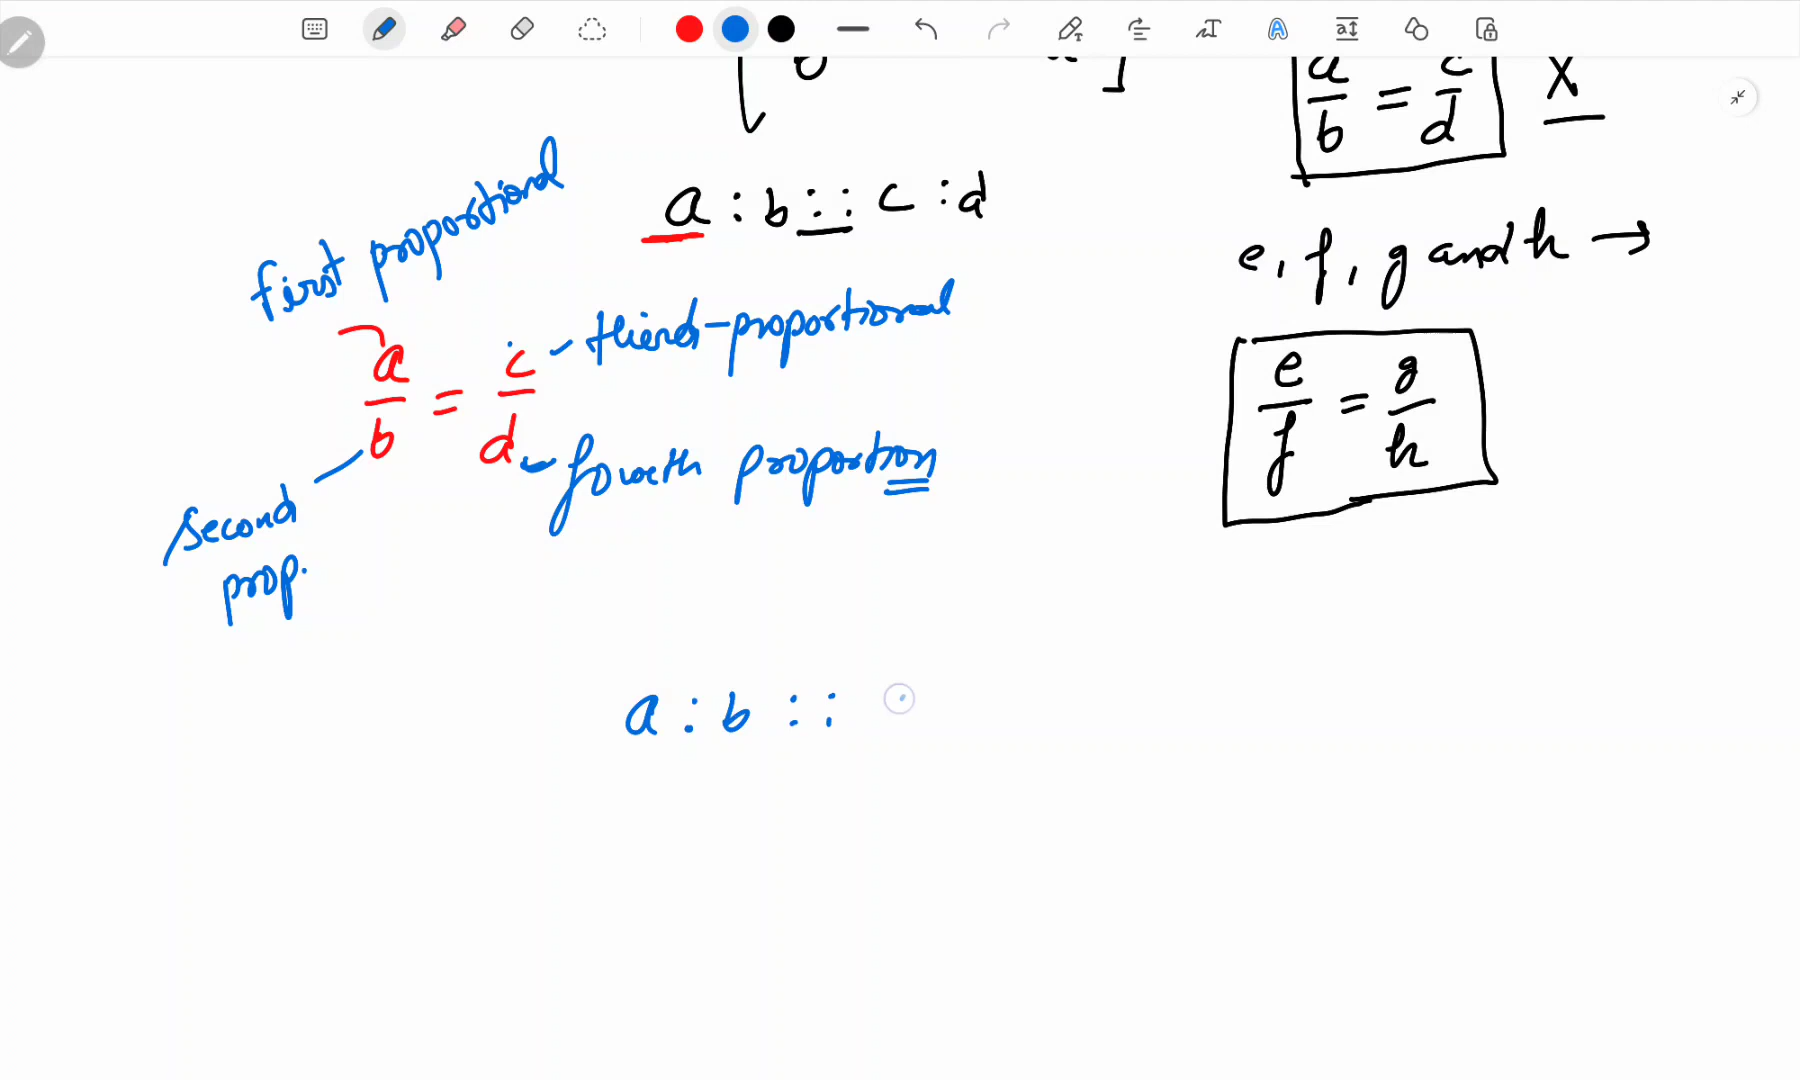 a/b = c/d X
a : b :: c : d
first proportional
e, f, g and h →
a/b = c/d
third-proportional
e/f = g/h
fourth proportion
second
prop.
a : b ::